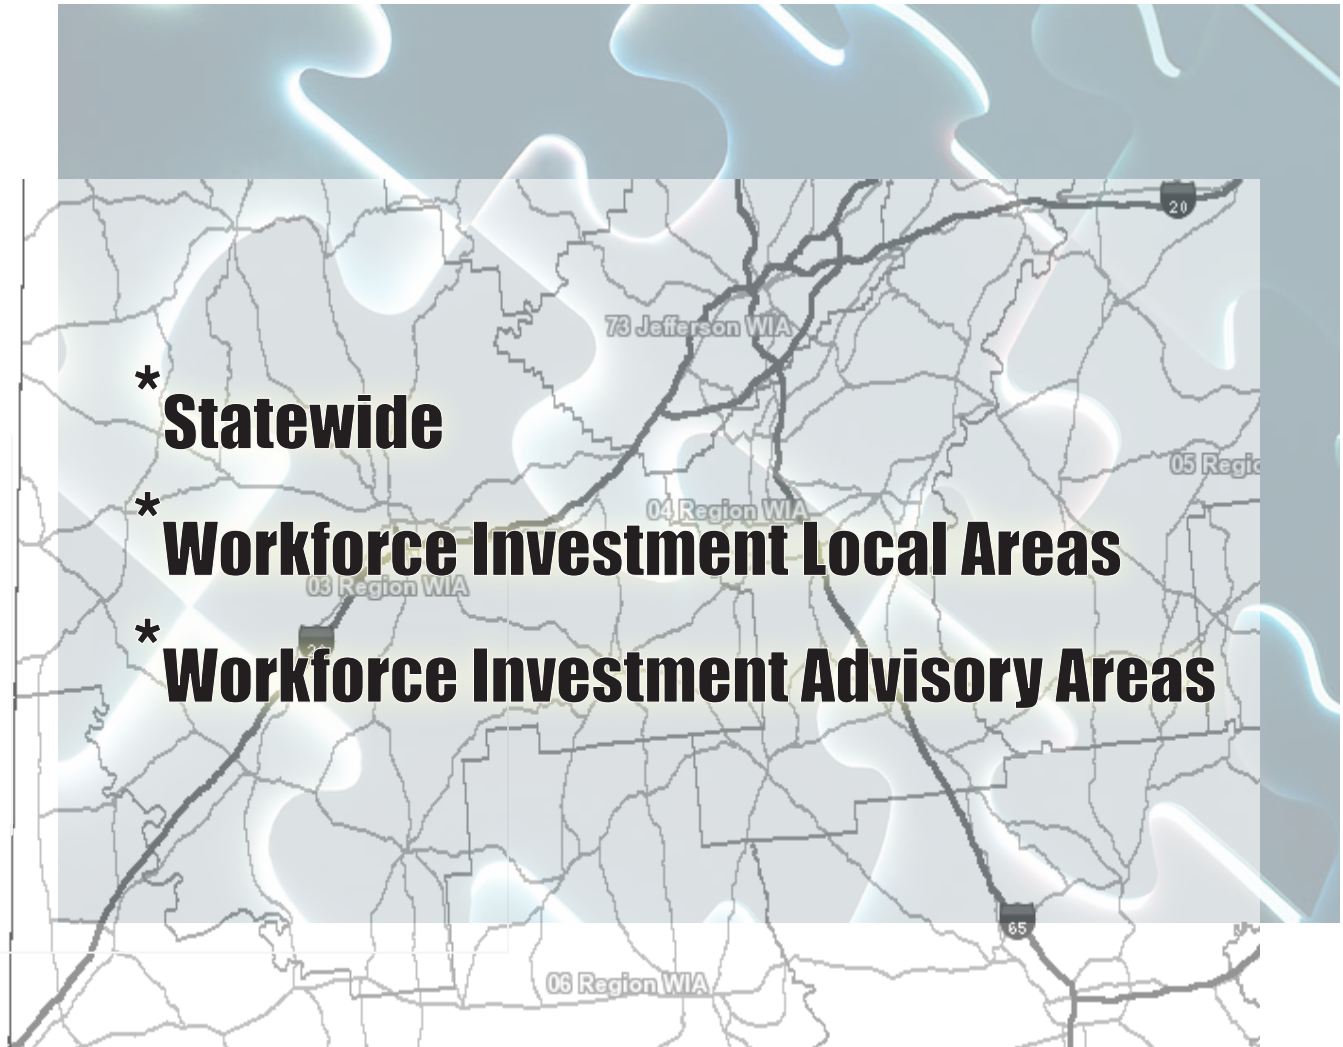 20
73 Jefferson WIA
*Statewide
05 Regio
04 Region WIA
*Workforce Investment Local Areas
03 Region WIA
*Workforce Investment Advisory Areas
65
06 Region WIA